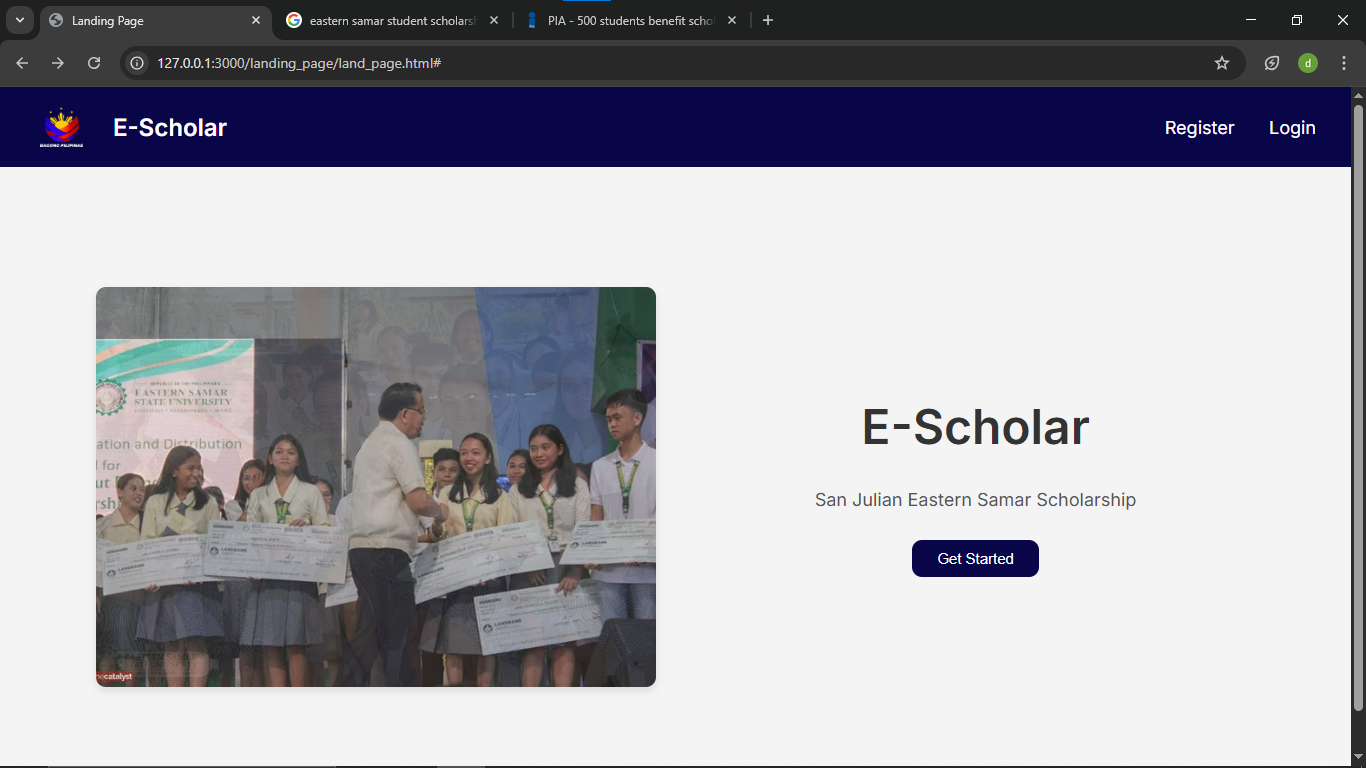 Landing Page
eastern samar student scholarsh
PIA - 500 students benefit schol
127.0.0.1:3000/landing_page/land_page.html#
d
BAGONG PILIPINAS
E-Scholar
Register
Login
REPUBLIC OF THE PHILIPPINES
EASTERN SAMAR
STATE UNIVERSITY
ation and Distribution
d for
LANDBANK
LANDBANK
LANDBANK
catalyst
E-Scholar
San Julian Eastern Samar Scholarship
Get Started